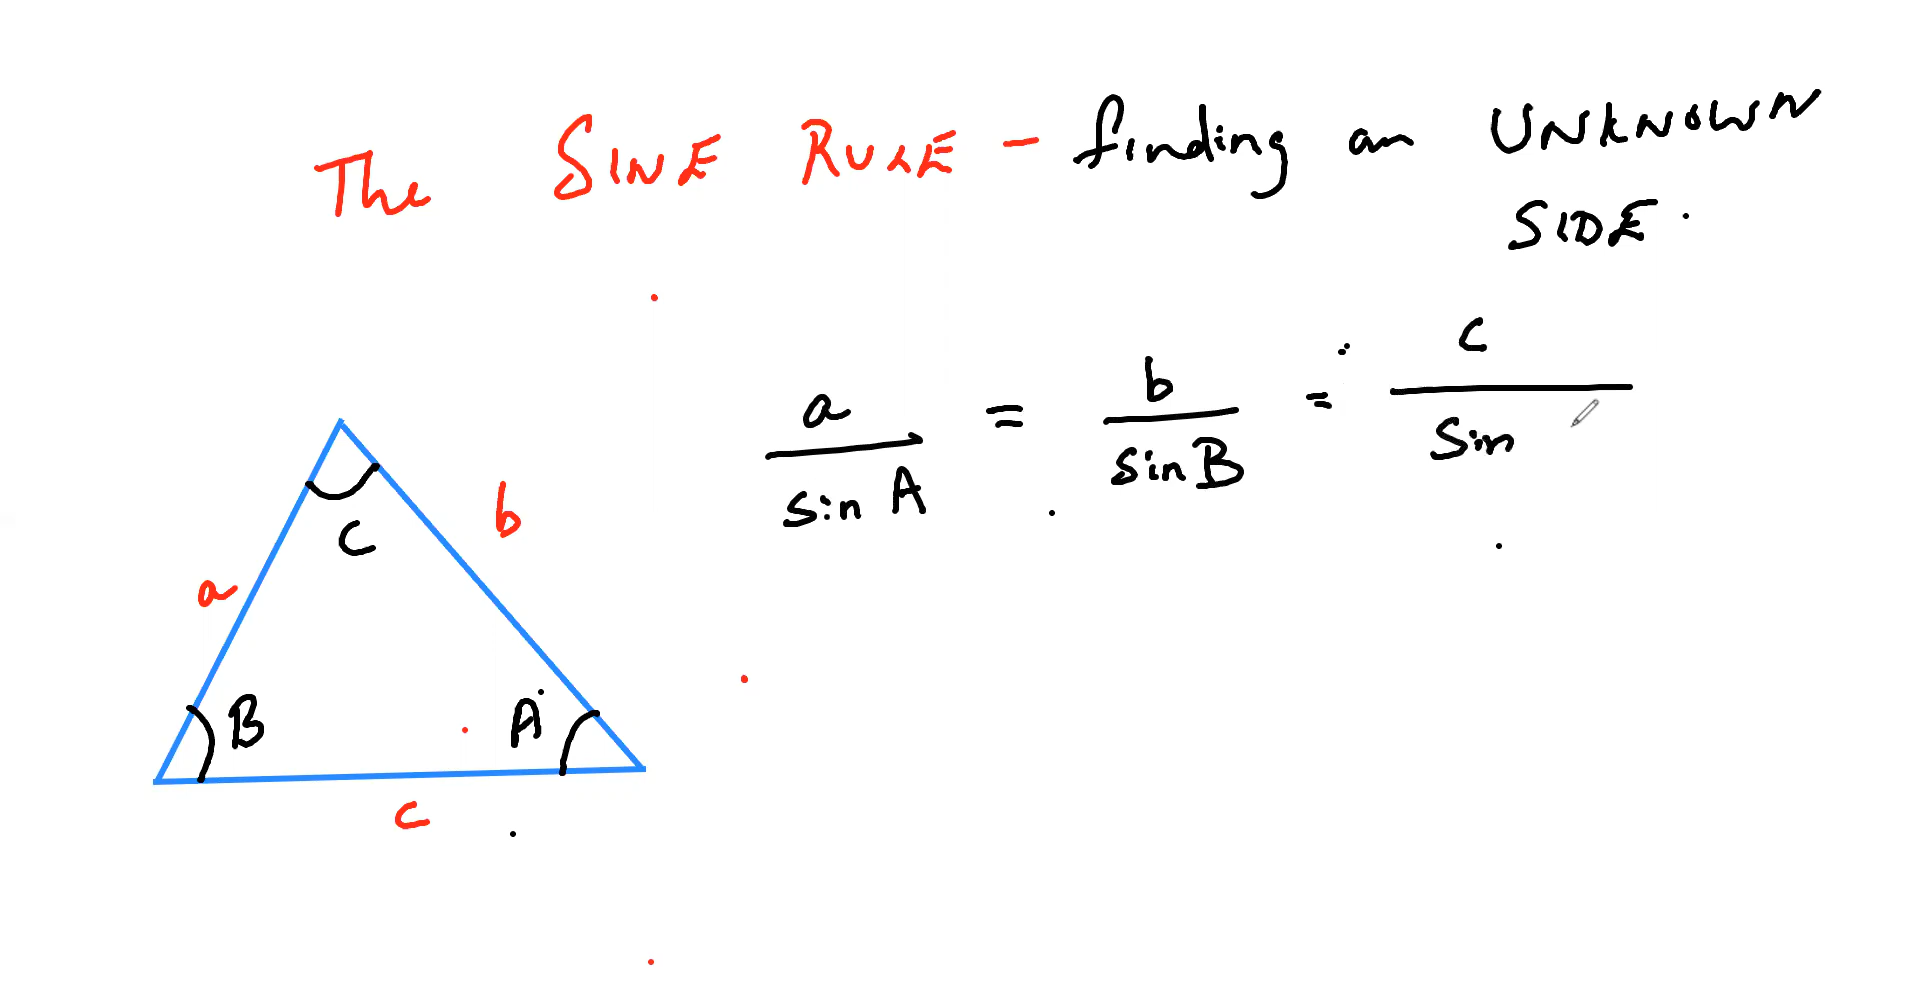 The SINE RULE - finding an UNKNOWN
SIDE.
a/sin A = b/sin B = c/sin
C
b
a
B
A
c